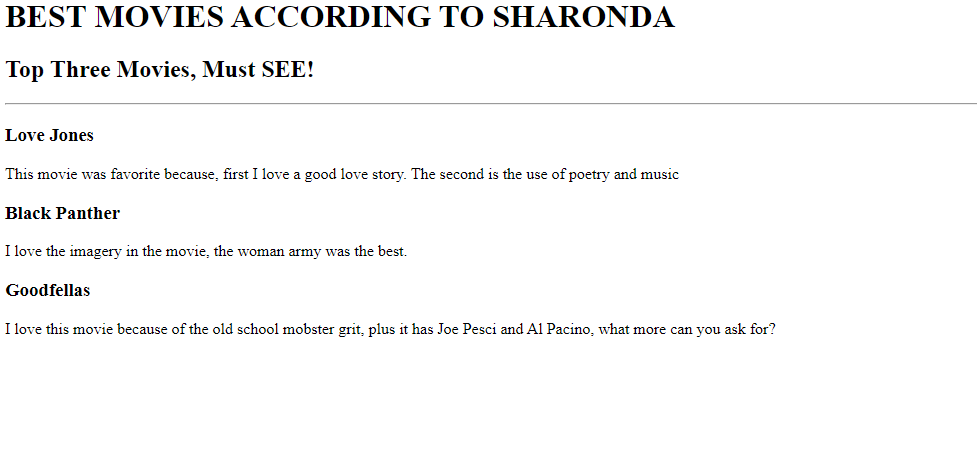 BEST MOVIES ACCORDING TO SHARONDA
Top Three Movies, Must SEE!
Love Jones
This movie was favorite because, first I love a good love story. The second is the use of poetry and music
Black Panther
I love the imagery in the movie, the woman army was the best.
Goodfellas
I love this movie because of the old school mobster grit, plus it has Joe Pesci and Al Pacino, what more can you ask for?